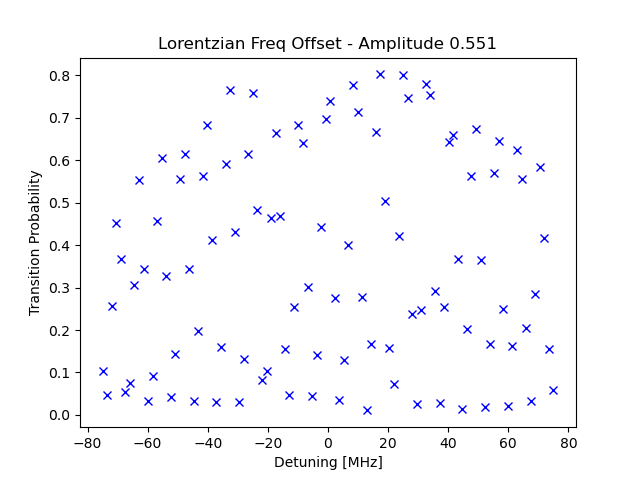 Lorentzian Freq Offset - Amplitude 0.551
Transition Probability
0.8
0.7
0.6
0.5
0.4
0.3
0.2
0.1
0.0
−80 −60 −40 −20 0 20 40 60 80
Detuning [MHz]